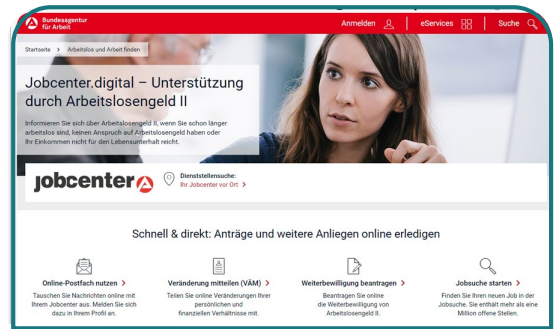 Bundesagentur
für Arbeit
Anmelden
eServices
Suche
Startseite > Arbeitslos und Arbeit finden
Jobcenter.digital – Unterstützung
durch Arbeitslosengeld II
Informieren Sie sich über Arbeitslosengeld II, wenn Sie schon länger
arbeitslos sind, keinen Anspruch auf Arbeitslosengeld haben oder
Ihr Einkommen nicht für den Lebensunterhalt reicht.
jobcenter
Dienststellensuche:
Ihr Jobcenter vor Ort >
Schnell & direkt: Anträge und weitere Anliegen online erledigen
Online-Postfach nutzen >
Tauschen Sie Nachrichten online mit
Ihrem Jobcenter aus. Melden Sie sich
dazu in Ihrem Profil an.
Veränderung mitteilen (VÄM) >
Teilen Sie online Veränderungen Ihrer
persönlichen und
finanziellen Verhältnisse mit.
Weiterbewilligung beantragen >
Beantragen Sie online
die Weiterbewilligung von
Arbeitslosengeld II.
Jobsuche starten >
Finden Sie Ihren neuen Job in der
Jobsuche. Sie enthält mehr als eine
Million offene Stellen.